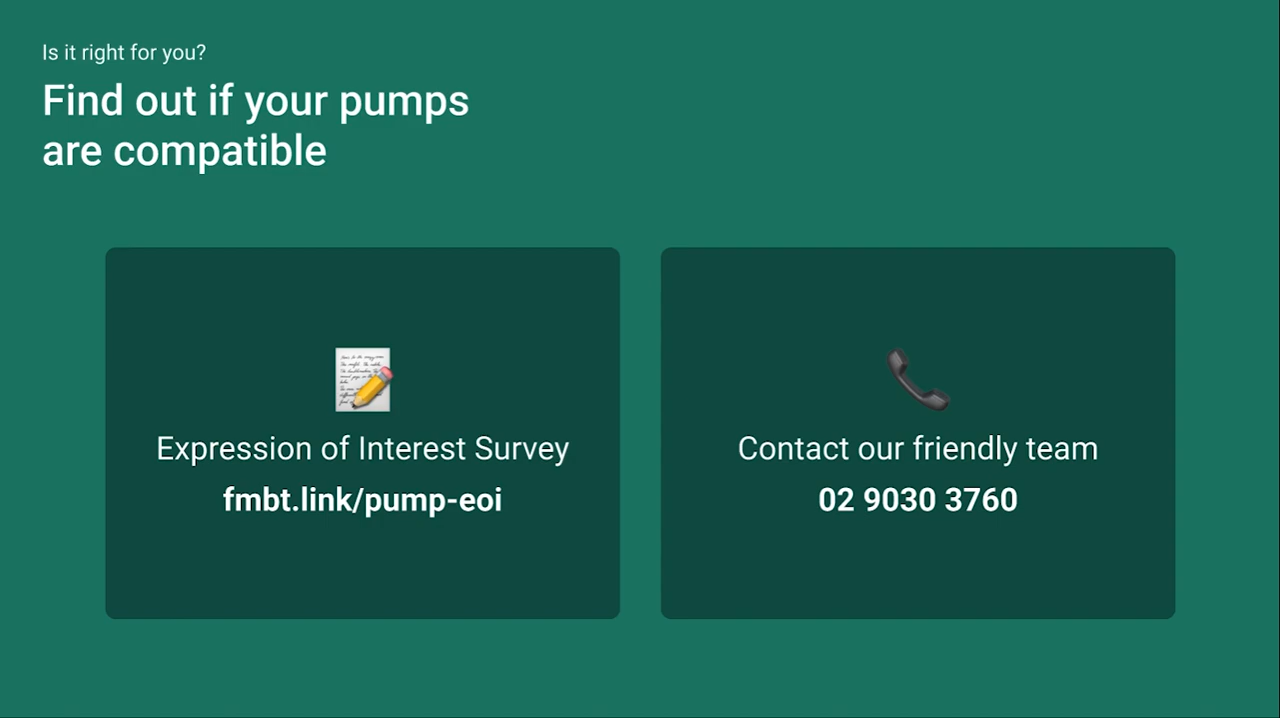 Is it right for you?
Find out if your pumps
are compatible
Expression of Interest Survey
fmbt.link/pump-eoi
Contact our friendly team
02 9030 3760